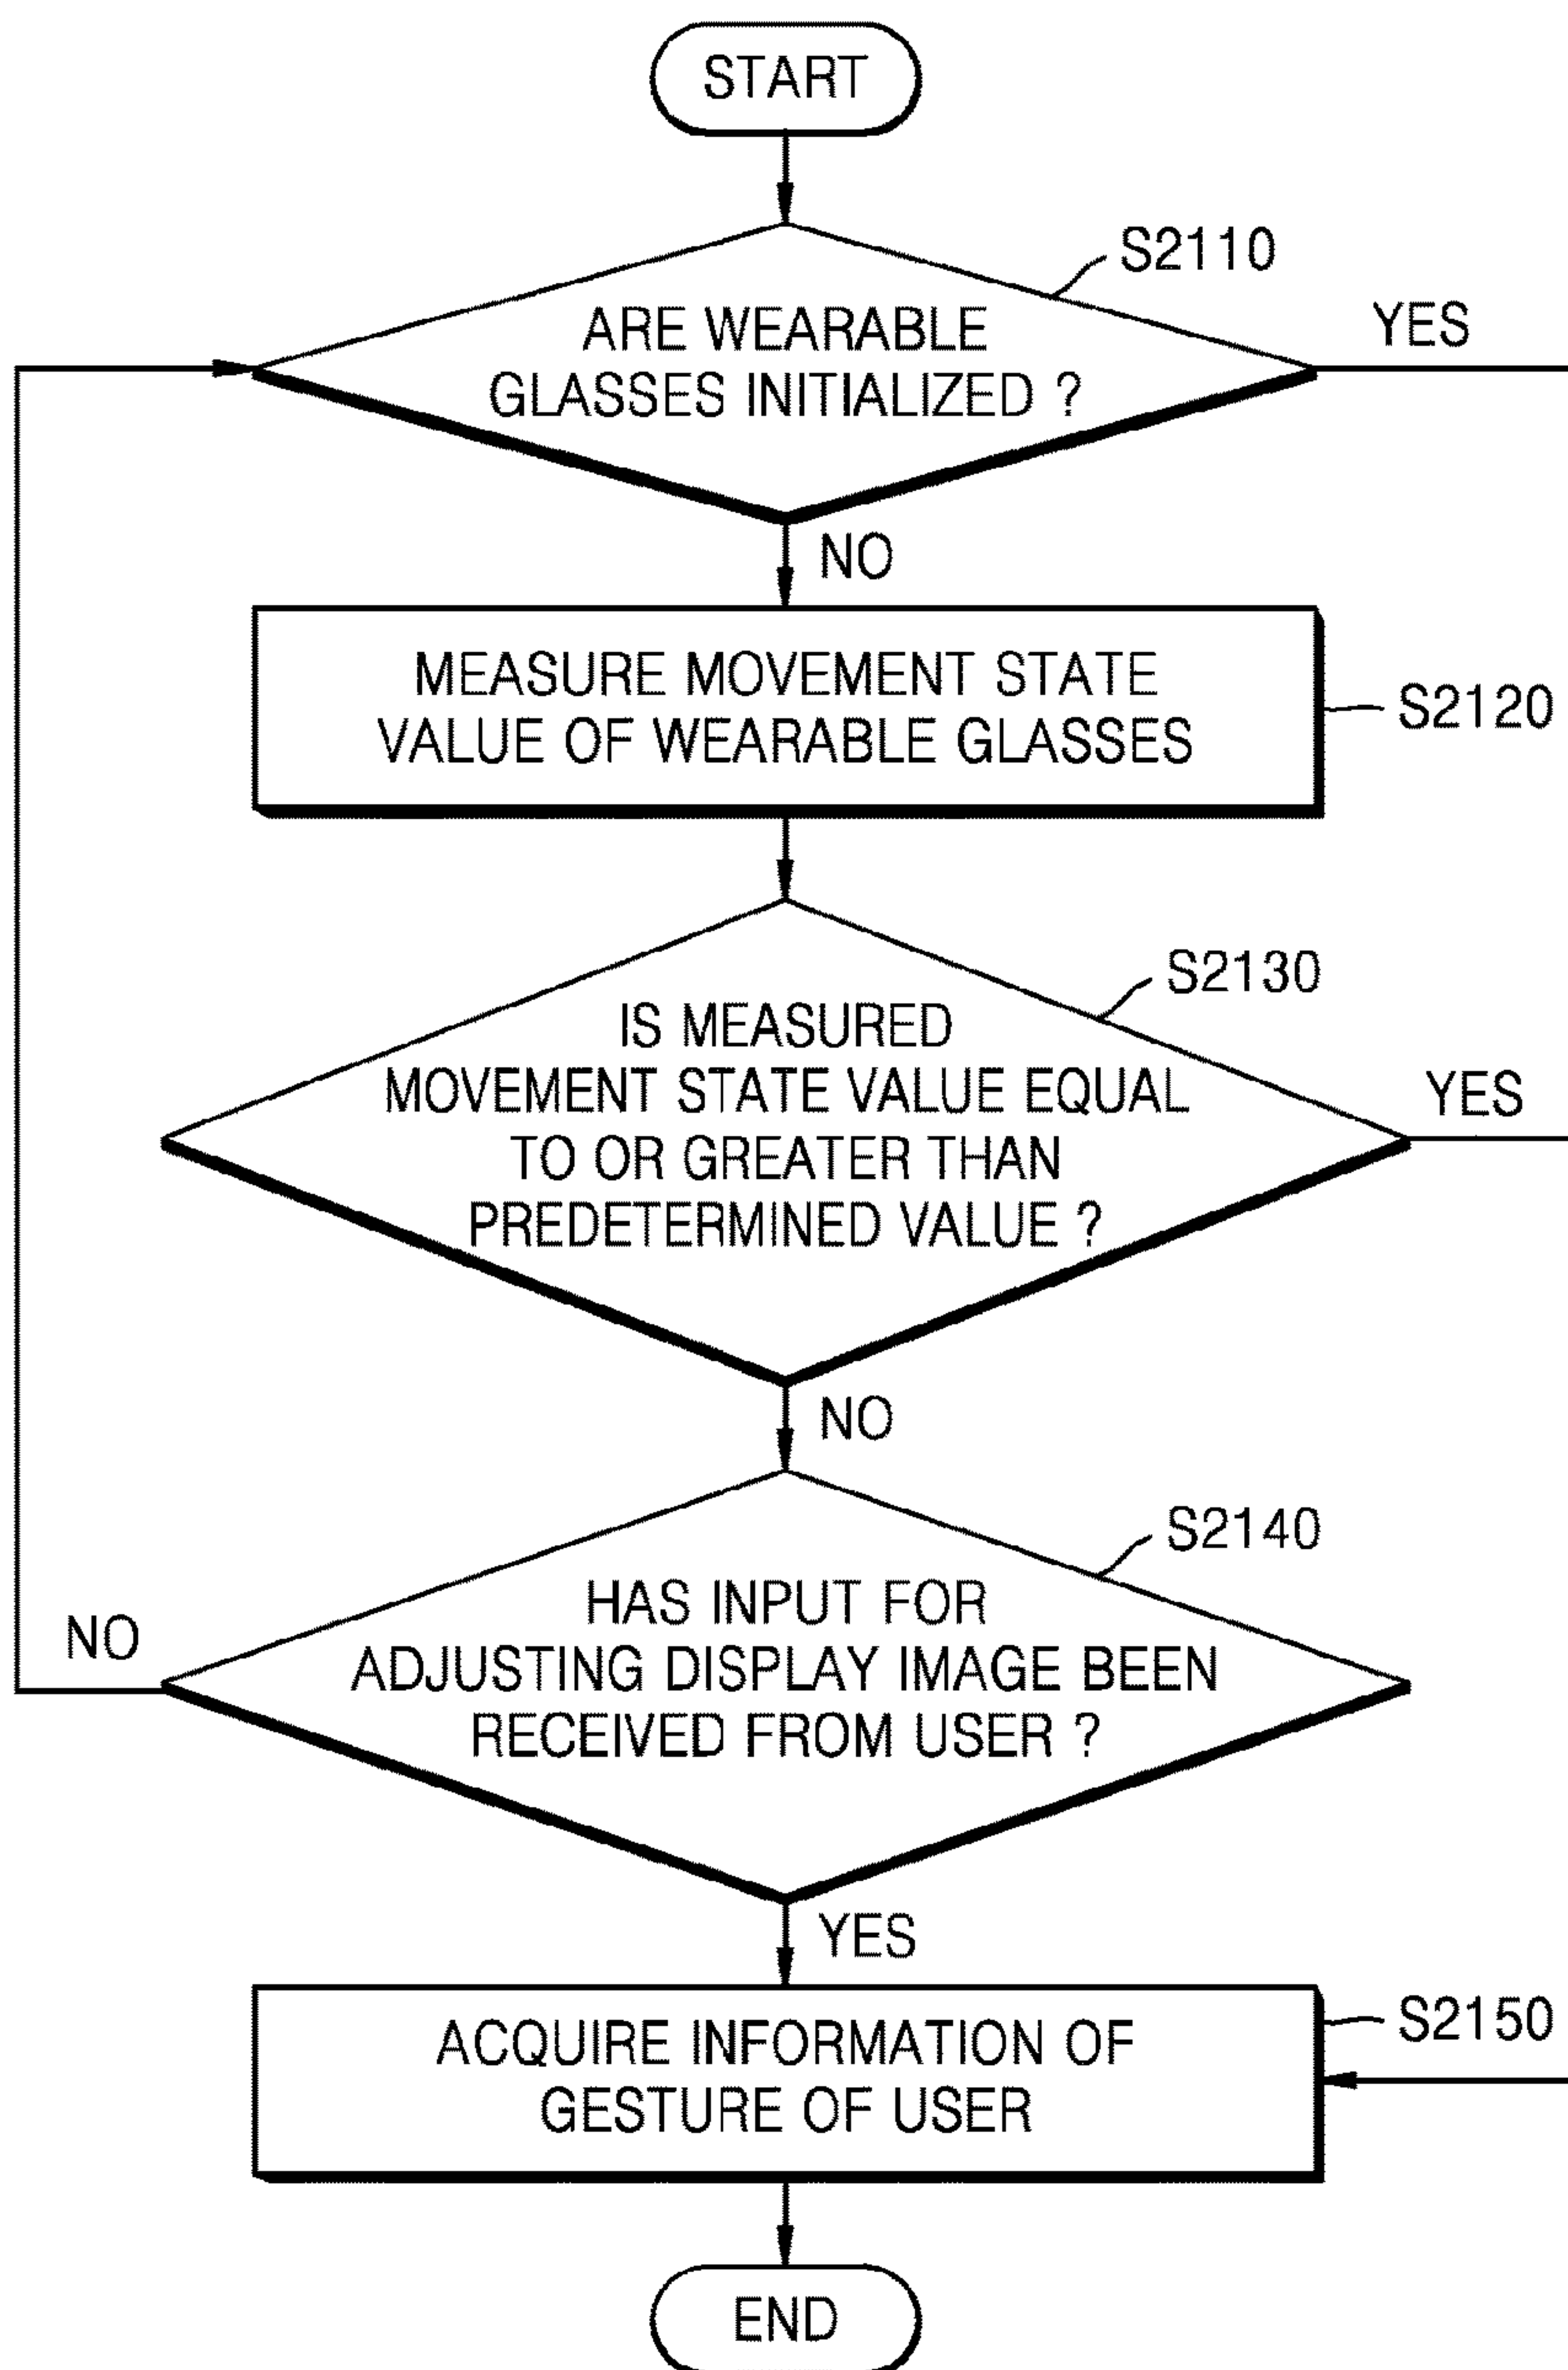 START
S2110
YES
ARE WEARABLE
GLASSES INITIALIZED ?
NO
MEASURE MOVEMENT STATE
VALUE OF WEARABLE GLASSES
S2120
S2130
IS MEASURED
MOVEMENT STATE VALUE EQUAL
TO OR GREATER THAN
PREDETERMINED VALUE ?
YES
NO
S2140
HAS INPUT FOR
ADJUSTING DISPLAY IMAGE BEEN
RECEIVED FROM USER ?
NO
YES
S2150
ACQUIRE INFORMATION OF
GESTURE OF USER
END